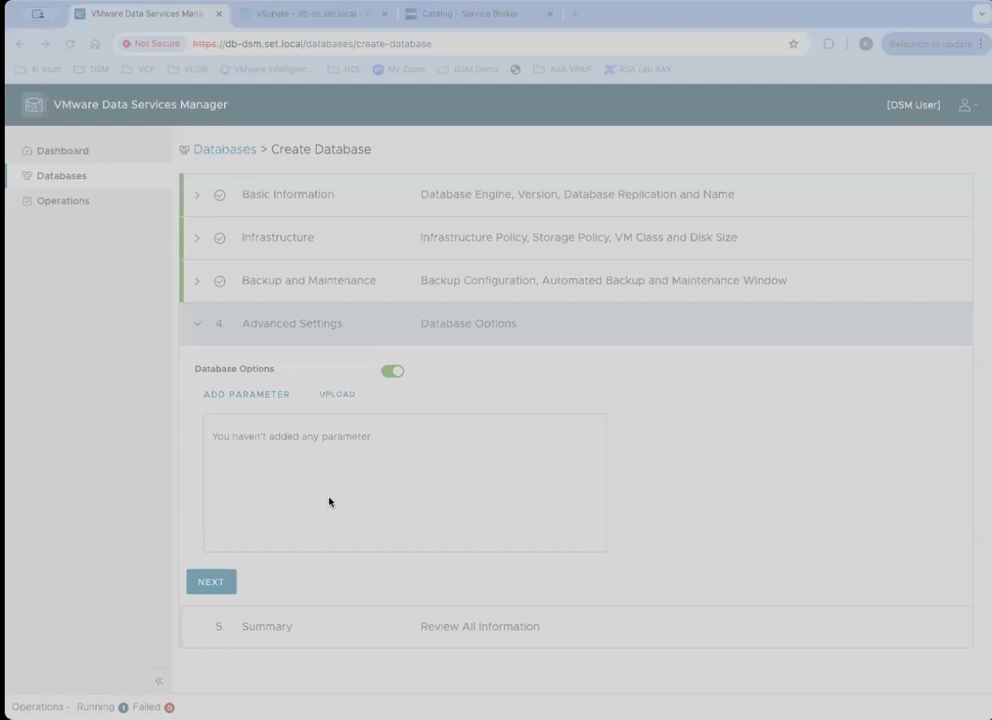 VMware Data Services Mana
vSphere - db-vc.set.local - R
Catalog - Service Broker
Not Secure
https://db-dsm.set.local/databases/create-database
K
Relaunch to update
AI Stuff
DSM
VCF
VCDR
VMware Intelligent...
HOL
My Zoom
DSM Demo
ASA VPAIF
ASA Lab RAX
VMware Data Services Manager
[DSM User]
Dashboard
Databases
Operations
Databases > Create Database
Basic Information
Database Engine, Version, Database Replication and Name
Infrastructure
Infrastructure Policy, Storage Policy, VM Class and Disk Size
Backup and Maintenance
Backup Configuration, Automated Backup and Maintenance Window
4. Advanced Settings
Database Options
Database Options
ADD PARAMETER
UPLOAD
You haven't added any parameter
NEXT
5. Summary
Review All Information
Operations - Running 1 Failed 0